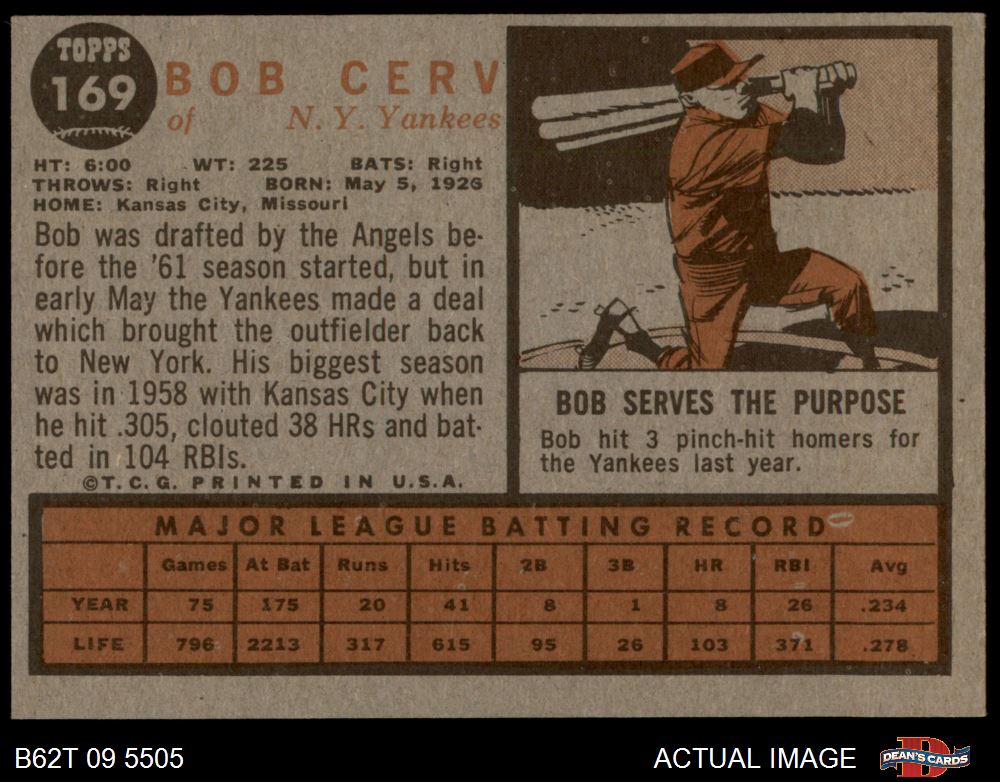 TOPPS
169
BOB CERV
of N. Y. Yankees
HT: 6:00 WT: 225 BATS: Right
THROWS: Right BORN: May 5, 1926
HOME: Kansas City, Missouri
Bob was drafted by the Angels be-
fore the '61 season started, but in
early May the Yankees made a deal
which brought the outfielder back
to New York. His biggest season
was in 1958 with Kansas City when
he hit .305, clouted 38 HRs and bat-
ted in 104 RBIs.
©T.C.G. PRINTED IN U.S.A.
BOB SERVES THE PURPOSE
Bob hit 3 pinch-hit homers for
the Yankees last year.
MAJOR LEAGUE BATTING RECORD
Games At Bat Runs Hits 2B 3B HR RBI Avg
YEAR 75 175 20 41 8 1 8 26 .234
LIFE 796 2213 317 615 95 26 103 371 .278
B62T 09 5505 ACTUAL IMAGE
DEAN'S CARDS